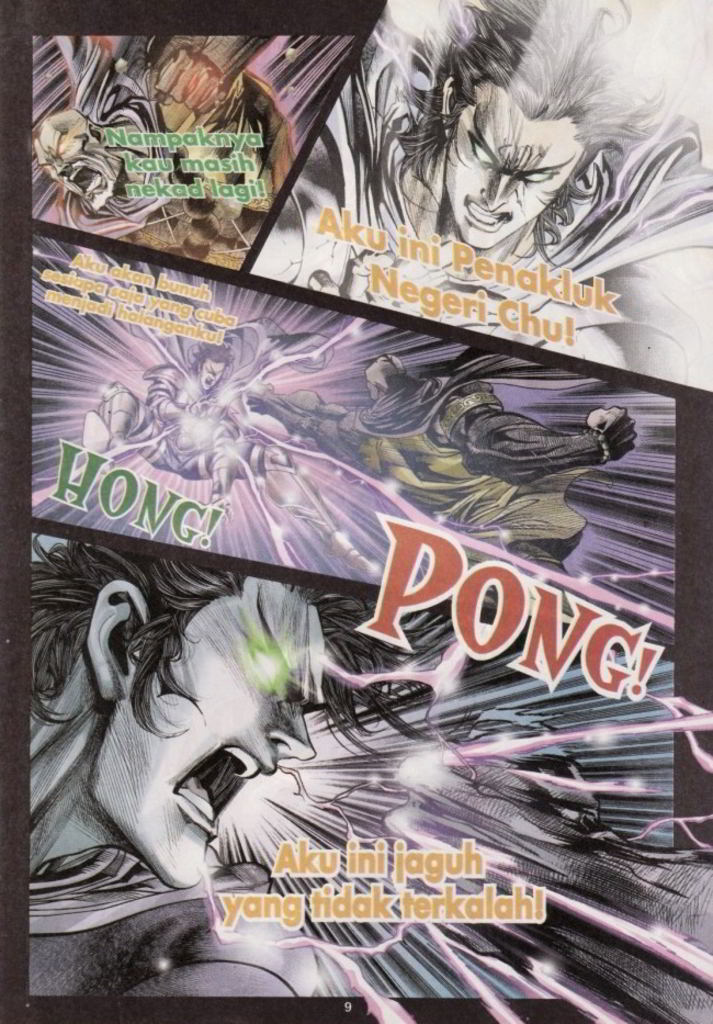 Nampaknya
kau masih
nekad lagi!
Aku ini Penakluk
Negeri Chu!
Aku akan bunuh
sesiapa saja yang cuba
menjadi halanganku!
HONG!
PONG!
Aku ini jaguh
yang tidak terkalah!
9